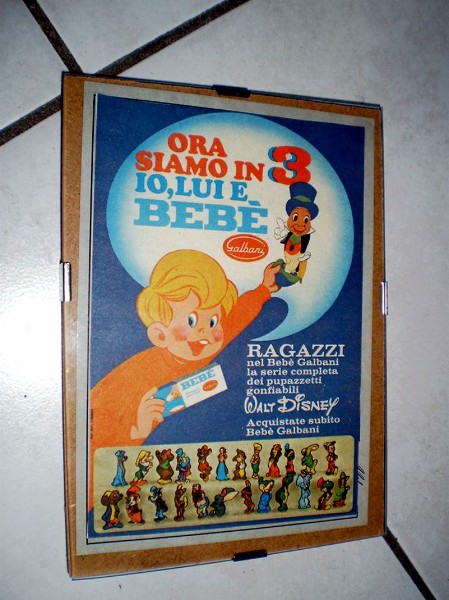 ORA
SIAMO IN 3
IO, LUI E
BEBÈ
Galbani
BEBÈ
RAGAZZI
nel Bebè Galbani
la serie completa
dei pupazzetti
gonfiabili
WALT DISNEY
Acquistate subito
Bebè Galbani